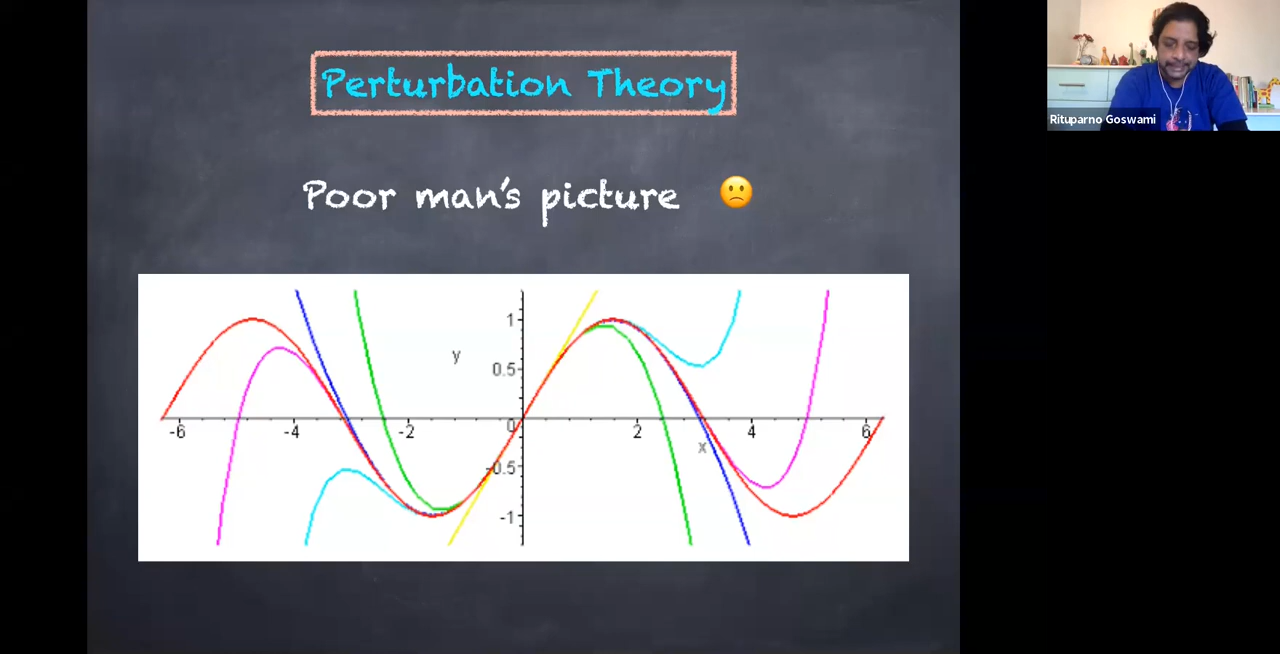 Perturbation Theory
Rituparno Goswami
Poor man's picture 🙁
1
y
0.5
-6 -4 -2 0 2 4 6
x
-0.5
-1